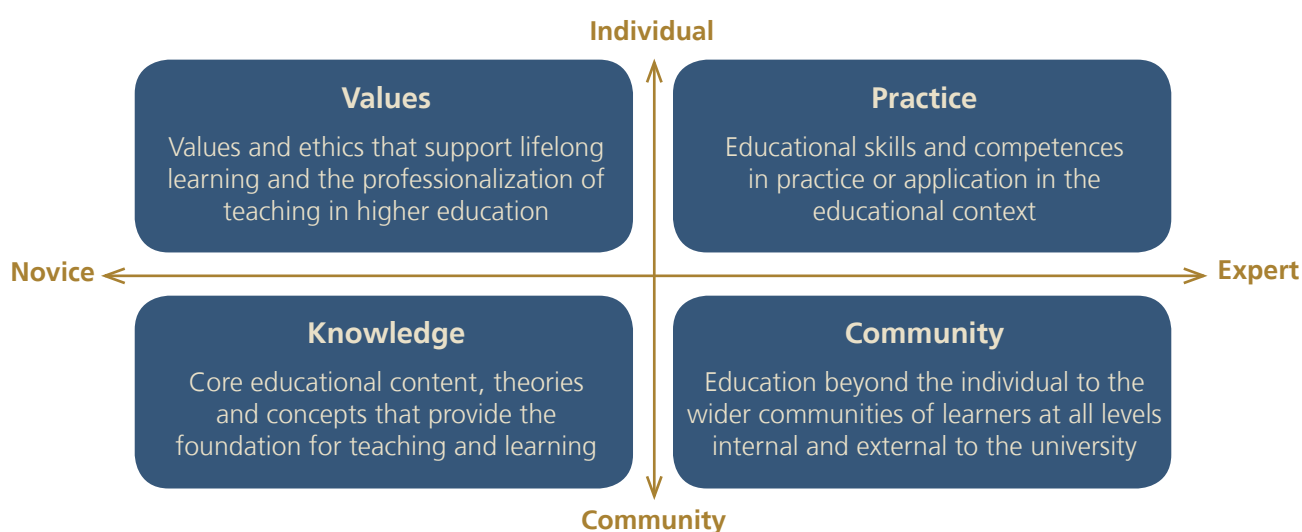 Individual
Values
Values and ethics that support lifelong
learning and the professionalization of
teaching in higher education
Practice
Educational skills and competences
in practice or application in the
educational context
Novice
Expert
Knowledge
Core educational content, theories
and concepts that provide the
foundation for teaching and learning
Community
Education beyond the individual to the
wider communities of learners at all levels
internal and external to the university
Community